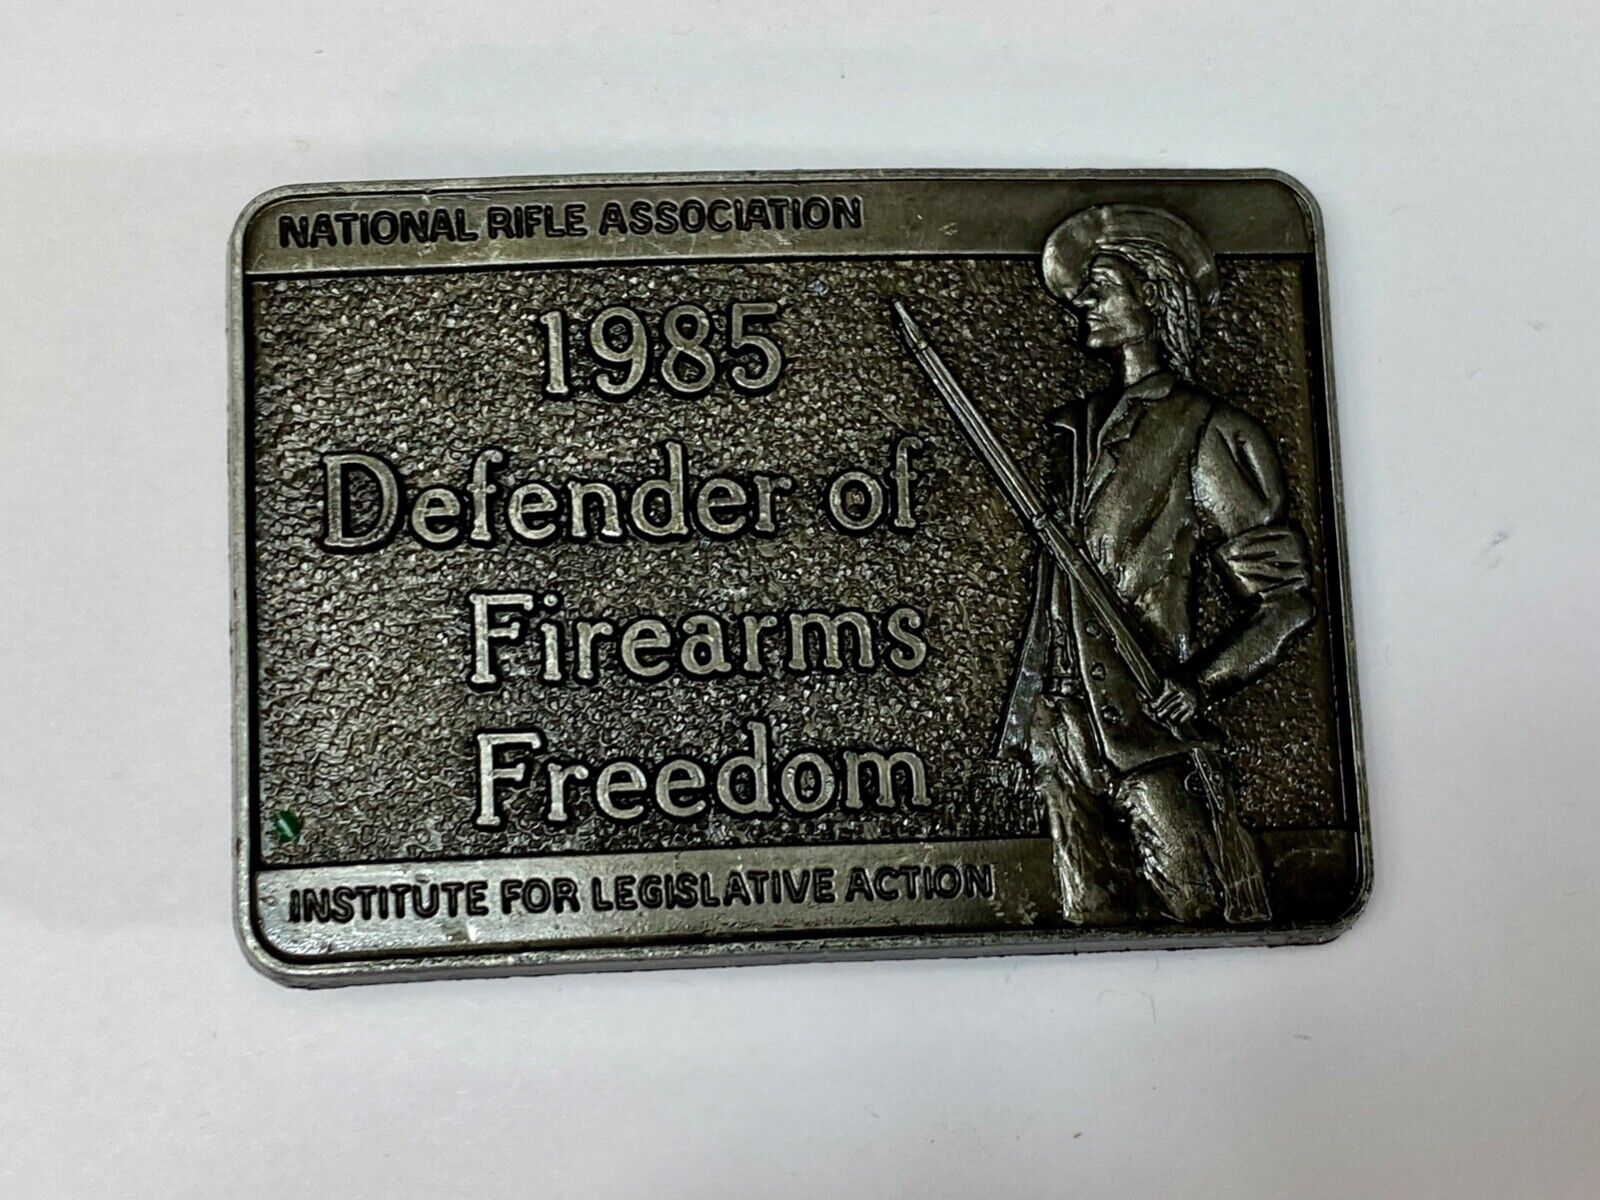 NATIONAL RIFLE ASSOCIATION
1985
Defender of
Firearms
Freedom
INSTITUTE FOR LEGISLATIVE ACTION